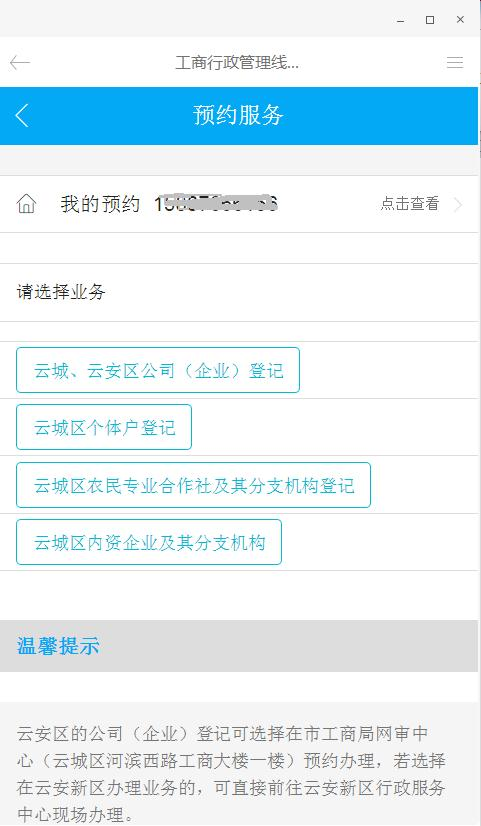 工商行政管理线...
预约服务
我的预约
点击查看
请选择业务
云城、云安区公司（企业）登记
云城区个体户登记
云城区农民专业合作社及其分支机构登记
云城区内资企业及其分支机构
温馨提示
云安区的公司（企业）登记可选择在市工商局网审中
心（云城区河滨西路工商大楼一楼）预约办理，若选择
在云安新区办理业务的，可直接前往云安新区行政服务
中心现场办理。